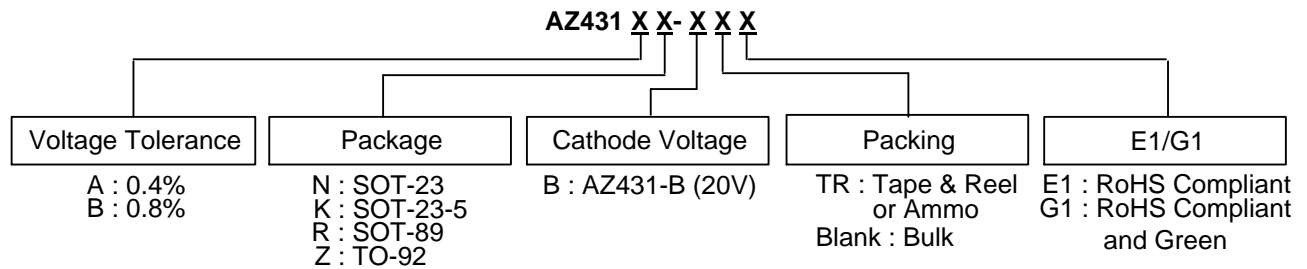 AZ431 X X- X X X
Voltage Tolerance
A : 0.4%
B : 0.8%
Package
N : SOT-23
K : SOT-23-5
R : SOT-89
Z : TO-92
Cathode Voltage
B : AZ431-B (20V)
Packing
TR : Tape & Reel
or Ammo
Blank : Bulk
E1/G1
E1 : RoHS Compliant
G1 : RoHS Compliant
and Green